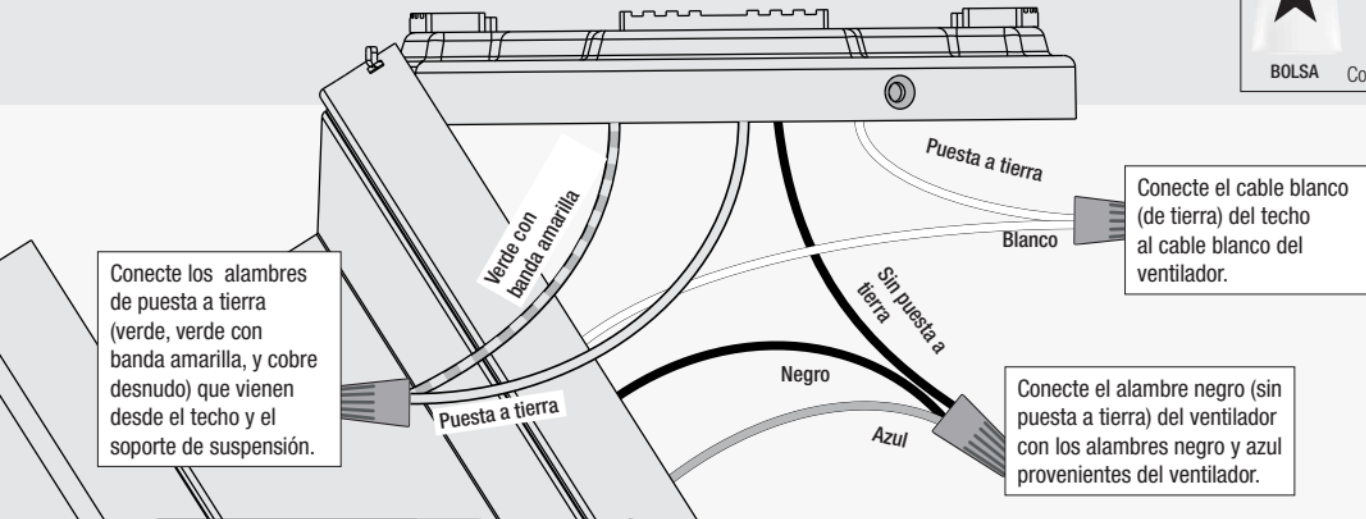 BOLSA
Co
Puesta a tierra
Conecte el cable blanco
(de tierra) del techo
al cable blanco del
ventilador.
Verde con
banda amarilla
Blanco
Conecte los alambres
de puesta a tierra
(verde, verde con
banda amarilla, y cobre
desnudo) que vienen
desde el techo y el
soporte de suspensión.
Sin puesta a
tierra
Negro
Puesta a tierra
Azul
Conecte el alambre negro (sin
puesta a tierra) del ventilador
con los alambres negro y azul
provenientes del ventilador.